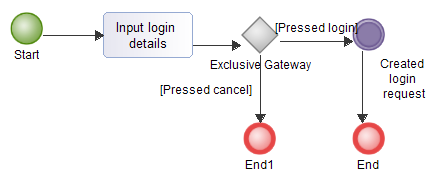 Input login
details
[Pressed login]
Start
Exclusive Gateway
Created
login
request
[Pressed cancel]
End1
End